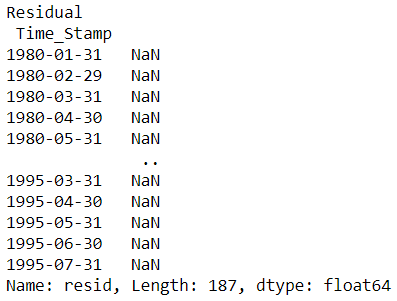 Residual
Time_Stamp
1980-01-31 NaN
1980-02-29 NaN
1980-03-31 NaN
1980-04-30 NaN
1980-05-31 NaN
..
1995-03-31 NaN
1995-04-30 NaN
1995-05-31 NaN
1995-06-30 NaN
1995-07-31 NaN
Name: resid, Length: 187, dtype: float64